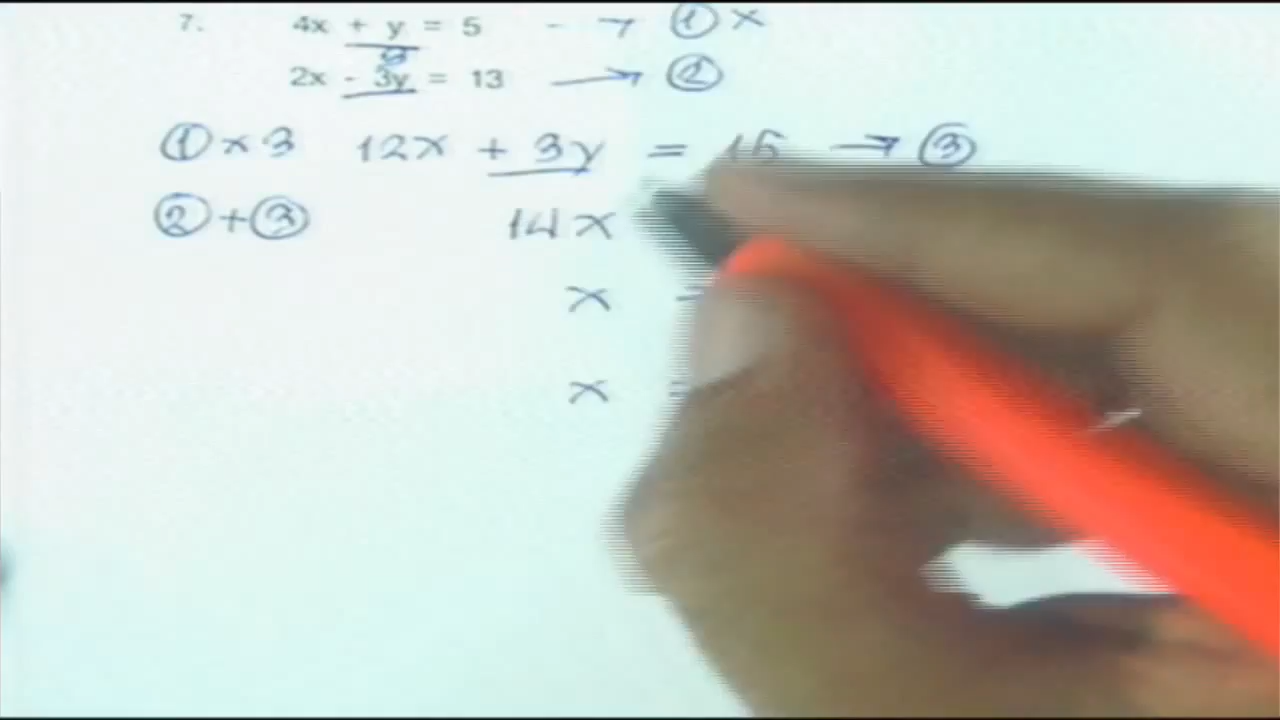 7. 4x + y = 5 → ① ×
2x - 3y = 13 → ②
① × 3 12x + 3y = 15 → ③
② + ③ 14x
x
x =